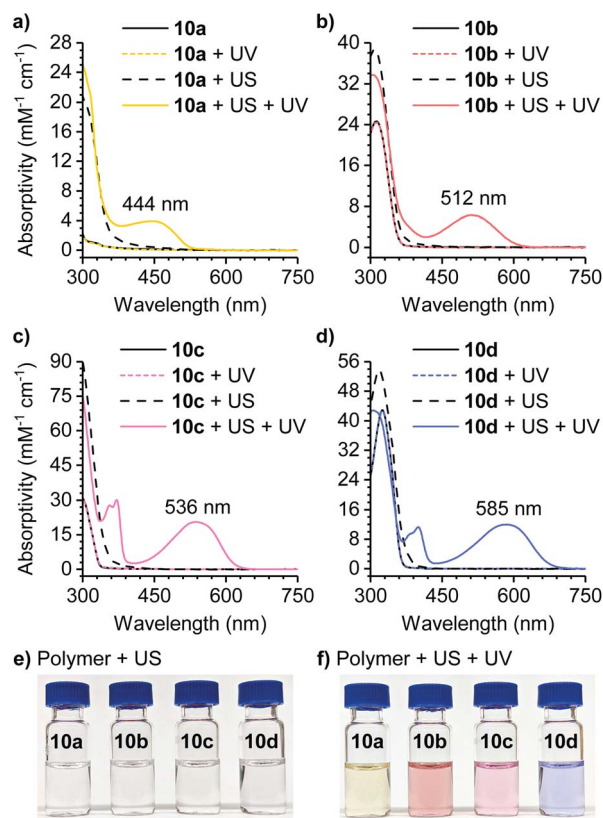 a)
10a
10a + UV
10a + US
10a + US + UV
Absorptivity (mM⁻¹ cm⁻¹)
28
24
20
16
12
8
4
0
444 nm
300 450 600 750
Wavelength (nm)
b)
10b
10b + UV
10b + US
10b + US + UV
40
32
24
16
8
0
512 nm
300 450 600 750
Wavelength (nm)
c)
10c
10c + UV
10c + US
10c + US + UV
Absorptivity (mM⁻¹ cm⁻¹)
90
75
60
45
30
15
0
536 nm
300 450 600 750
Wavelength (nm)
d)
10d
10d + UV
10d + US
10d + US + UV
56
48
40
32
24
16
8
0
585 nm
300 450 600 750
Wavelength (nm)
e) Polymer + US
10a 10b 10c 10d
f) Polymer + US + UV
10a 10b 10c 10d